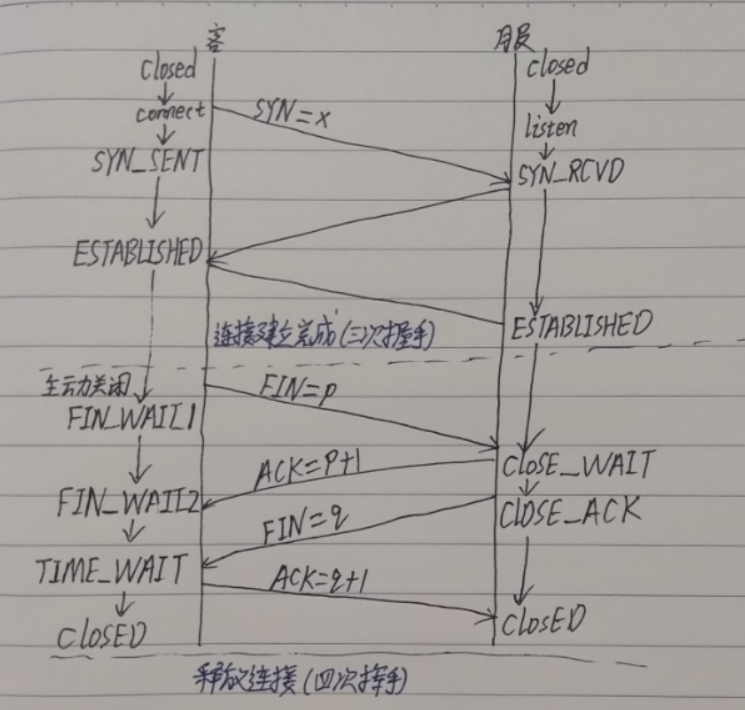 客
服
closed
closed
connect
SYN=x
listen
SYN_SENT
SYN_RCVD
ESTABLISHED
ESTABLISHED
连接建立完成(三次握手)
主动关闭
FIN=p
FIN_WAIT_1
ACK=P+1
CLOSE_WAIT
FIN_WAIT2
FIN=q
CLOSE_ACK
TIME_WAIT
ACK=q+1
CLOSED
CLOSED
释放连接(四次挥手)